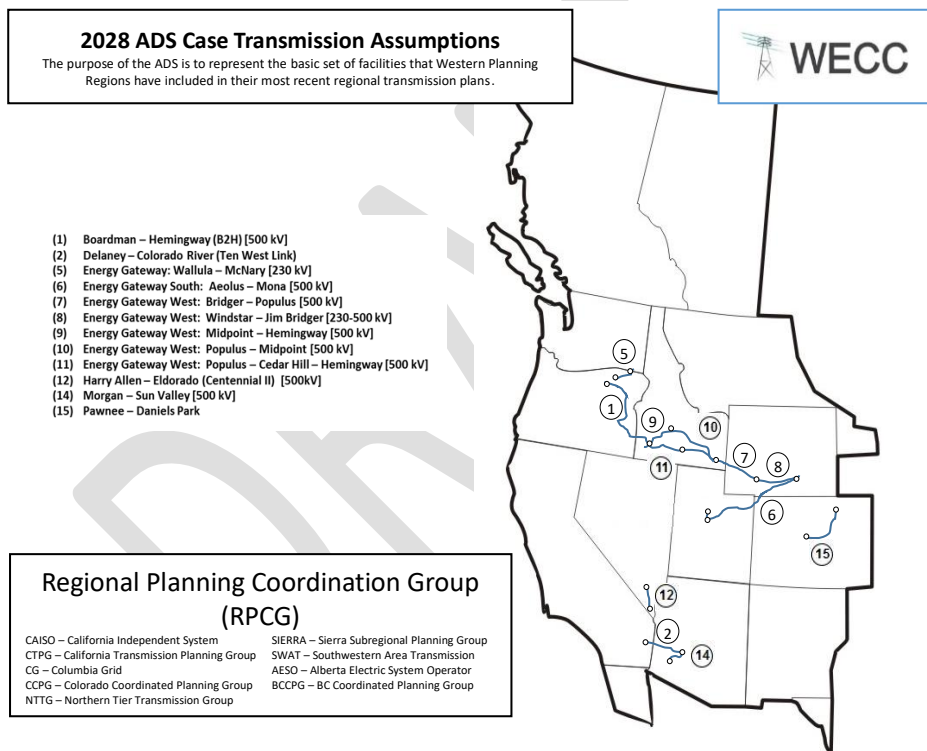 2028 ADS Case Transmission Assumptions
The purpose of the ADS is to represent the basic set of facilities that Western Planning
Regions have included in their most recent regional transmission plans.
WECC
(1) Boardman – Hemingway (B2H) [500 kV]
(2) Delaney – Colorado River (Ten West Link)
(5) Energy Gateway: Wallula – McNary [230 kV]
(6) Energy Gateway South: Aeolus – Mona [500 kV]
(7) Energy Gateway West: Bridger – Populus [500 kV]
(8) Energy Gateway West: Windstar – Jim Bridger [230-500 kV]
(9) Energy Gateway West: Midpoint – Hemingway [500 kV]
(10) Energy Gateway West: Populus – Midpoint [500 kV]
(11) Energy Gateway West: Populus – Cedar Hill – Hemingway [500 kV]
(12) Harry Allen – Eldorado (Centennial II) [500kV]
(14) Morgan – Sun Valley [500 kV]
(15) Pawnee – Daniels Park
5
1
9
10
11
7
8
6
15
12
2
14
Regional Planning Coordination Group
(RPCG)
CAISO – California Independent System
CTPG – California Transmission Planning Group
CG – Columbia Grid
CCPG – Colorado Coordinated Planning Group
NTTG – Northern Tier Transmission Group
SIERRA – Sierra Subregional Planning Group
SWAT – Southwestern Area Transmission
AESO – Alberta Electric System Operator
BCCPG – BC Coordinated Planning Group